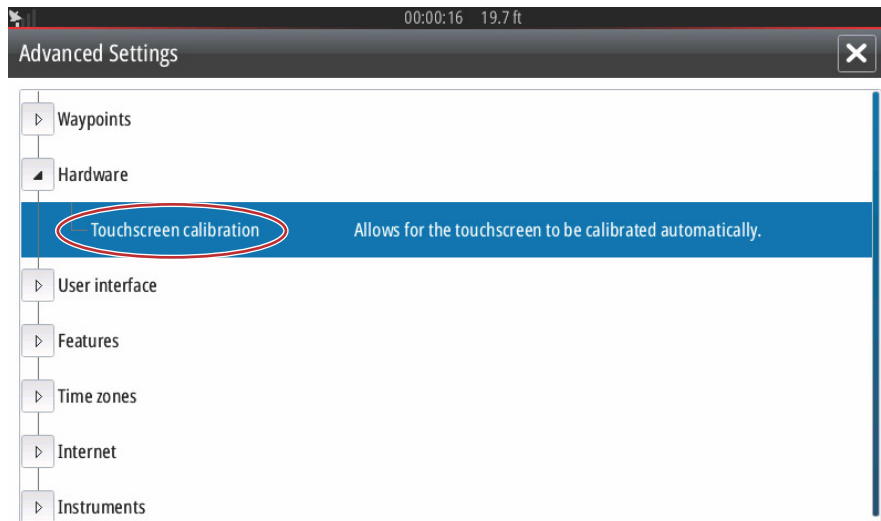 00:00:16 19.7 ft
Advanced Settings
Waypoints
Hardware
Touchscreen calibration Allows for the touchscreen to be calibrated automatically.
User interface
Features
Time zones
Internet
Instruments